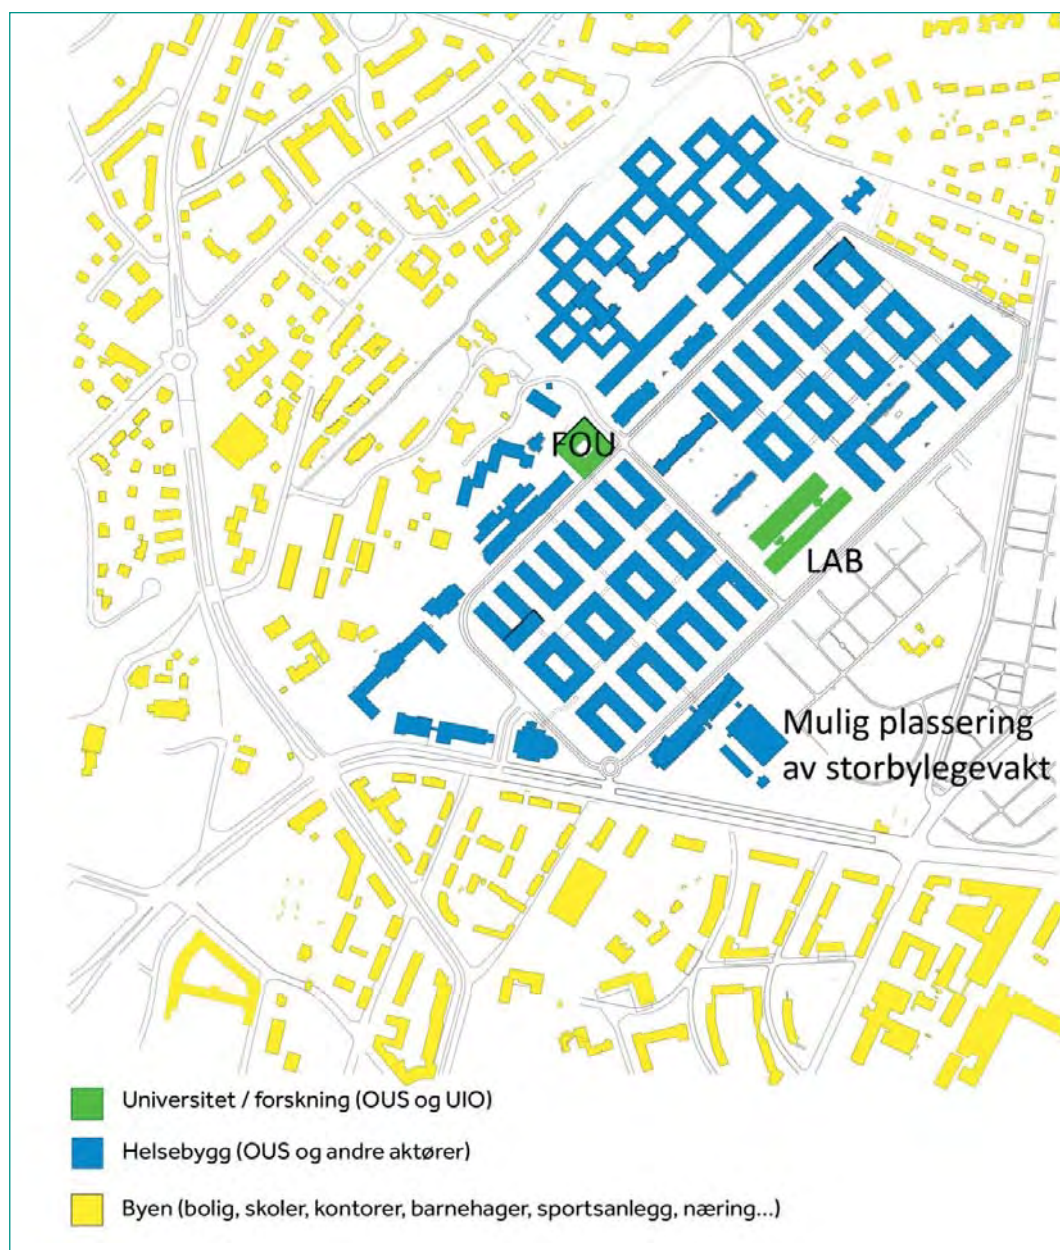 FOU
LAB
Mulig plassering
av storbylegevakt
Universitet / forskning (OUS og UIO)
Helsebygg (OUS og andre aktører)
Byen (bolig, skoler, kontorer, barnehager, sportsanlegg, næring...)